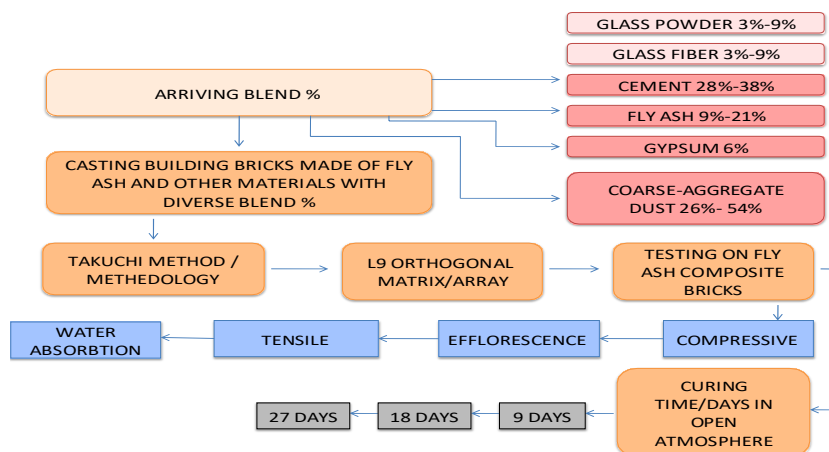 GLASS POWDER 3%-9%
GLASS FIBER 3%-9%
ARRIVING BLEND %
CEMENT 28%-38%
FLY ASH 9%-21%
GYPSUM 6%
CASTING BUILDING BRICKS MADE OF FLY
ASH AND OTHER MATERIALS WITH
DIVERSE BLEND %
COARSE-AGGREGATE
DUST 26%- 54%
TAKUCHI METHOD /
METHEDOLOGY
L9 ORTHOGONAL
MATRIX/ARRAY
TESTING ON FLY
ASH COMPOSITE
BRICKS
WATER
ABSORBTION
TENSILE
EFFLORESCENCE
COMPRESSIVE
CURING
TIME/DAYS IN
OPEN
ATMOSPHERE
27 DAYS
18 DAYS
9 DAYS